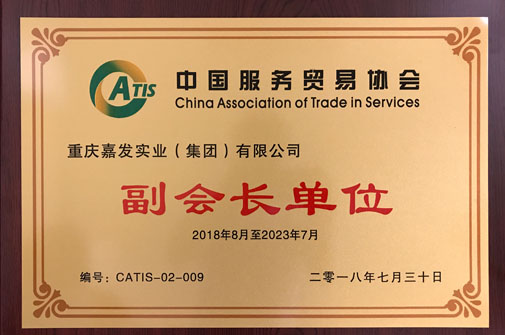 CATIS
中国服务贸易协会
China Association of Trade in Services
重庆嘉发实业（集团）有限公司
副会长单位
2018年8月至2023年7月
编号：CATIS-02-009
二零一八年七月三十日